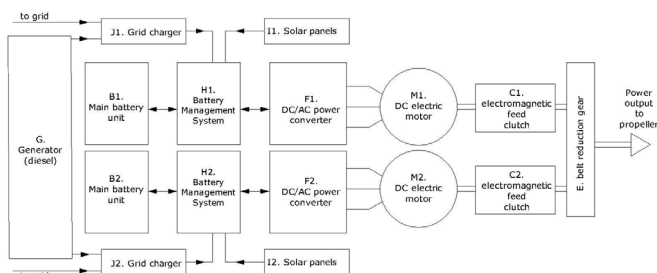 to grid
J1. Grid charger
I1. Solar panels
G.
Generator
(diesel)
B1.
Main battery
unit
H1.
Battery
Management
System
F1.
DC/AC power
converter
M1.
DC electric
motor
C1.
electromagnetic
feed
clutch
E. belt reduction gear
Power
output
to
propeller
B2.
Main battery
unit
H2.
Battery
Management
System
F2.
DC/AC power
converter
M2.
DC electric
motor
C2.
electromagnetic
feed
clutch
J2. Grid charger
I2. Solar panels